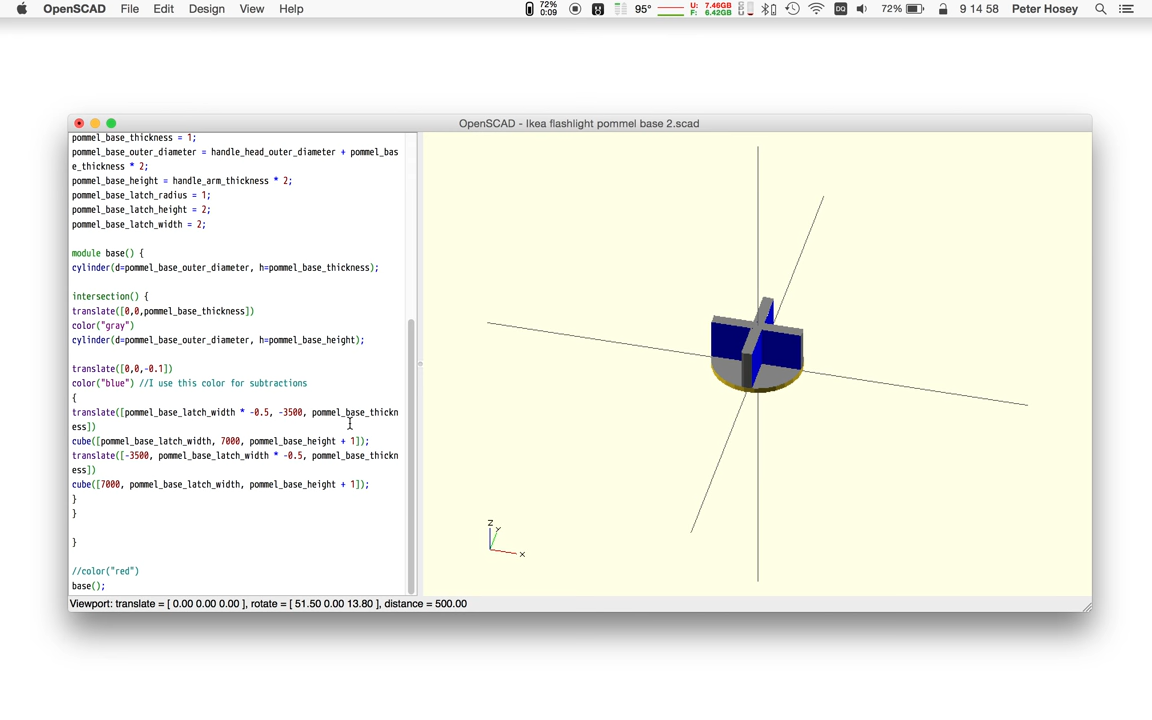 OpenSCAD File Edit Design View Help 72% 0:09 95° U: 7.46GB F: 6.42GB DQ 72% 9 14 58 Peter Hosey
OpenSCAD - Ikea flashlight pommel base 2.scad
pommel_base_thickness = 1;
pommel_base_outer_diameter = handle_head_outer_diameter + pommel_bas
e_thickness * 2;
pommel_base_height = handle_arm_thickness * 2;
pommel_base_latch_radius = 1;
pommel_base_latch_height = 2;
pommel_base_latch_width = 2;
module base() {
cylinder(d=pommel_base_outer_diameter, h=pommel_base_thickness);
intersection() {
translate([0,0,pommel_base_thickness])
color("gray")
cylinder(d=pommel_base_outer_diameter, h=pommel_base_height);
translate([0,0,-0.1])
color("blue") //I use this color for subtractions
{
translate([pommel_base_latch_width * -0.5, -3500, pommel_base_thickn
ess])
cube([pommel_base_latch_width, 7000, pommel_base_height + 1]);
translate([-3500, pommel_base_latch_width * -0.5, pommel_base_thickn
ess])
cube([7000, pommel_base_latch_width, pommel_base_height + 1]);
}
}
}
//color("red")
base();
Z
Y
X
Viewport: translate = [ 0.00 0.00 0.00 ], rotate = [ 51.50 0.00 13.80 ], distance = 500.00